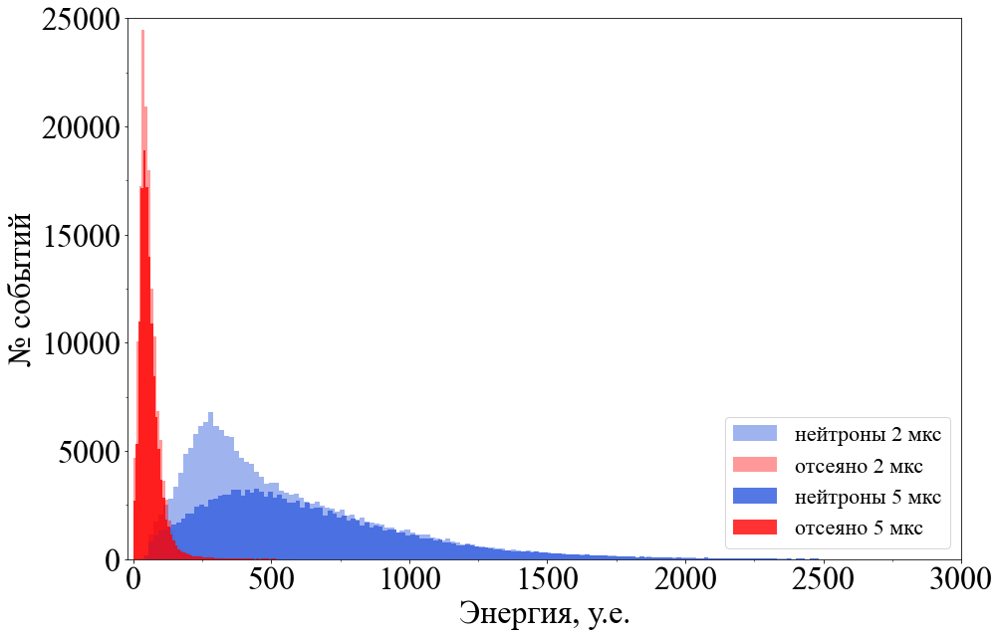 25000
20000
15000
10000
5000
0
№ событий
0 500 1000 1500 2000 2500 3000
Энергия, у.е.
нейтроны 2 мкс
отсеяно 2 мкс
нейтроны 5 мкс
отсеяно 5 мкс